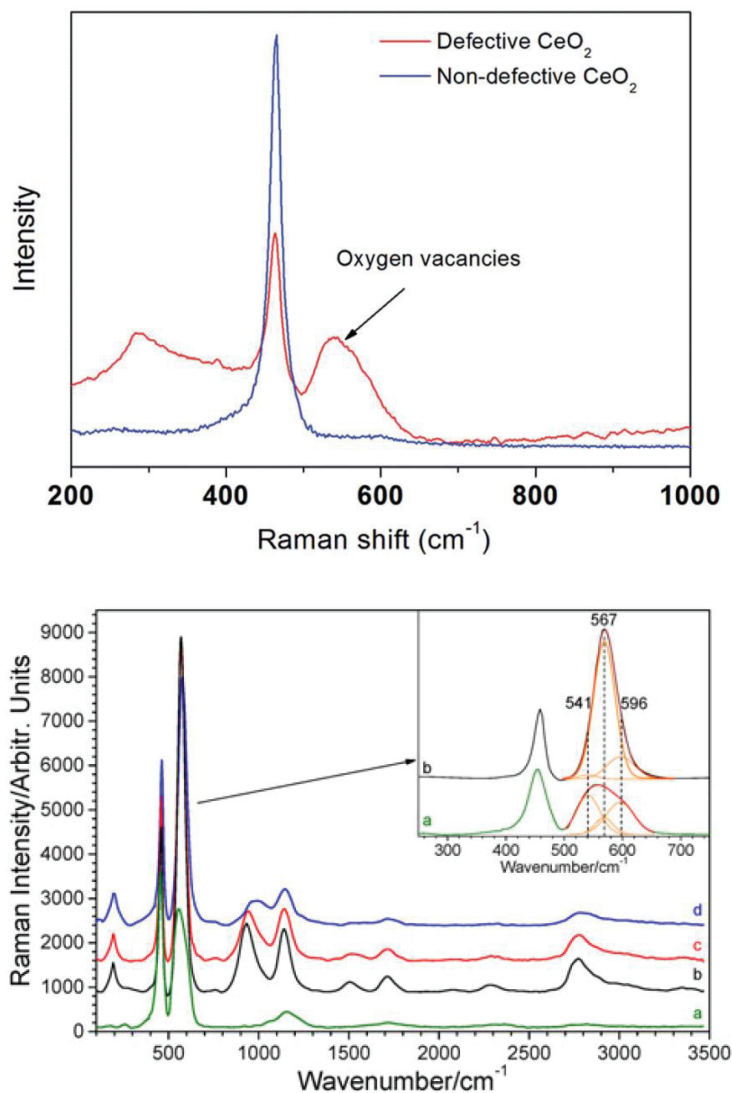 Defective CeO₂
Non-defective CeO₂
Oxygen vacancies
Intensity
200 400 600 800 1000
Raman shift (cm⁻¹)
9000
8000
7000
6000
5000
4000
3000
2000
1000
0
Raman Intensity/Arbitr. Units
567
541 596
b
a
300 400 500 600 700
Wavenumber/cm⁻¹
d
c
b
a
500 1000 1500 2000 2500 3000 3500
Wavenumber/cm⁻¹